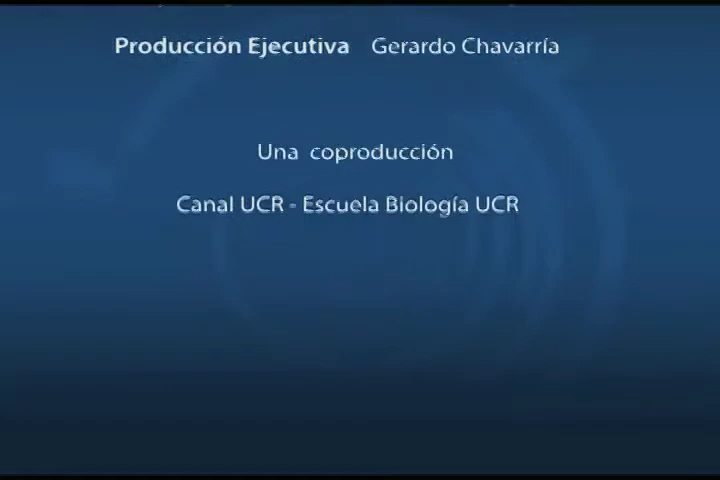 Producción Ejecutiva Gerardo Chavarría
Una coproducción
Canal UCR - Escuela Biología UCR